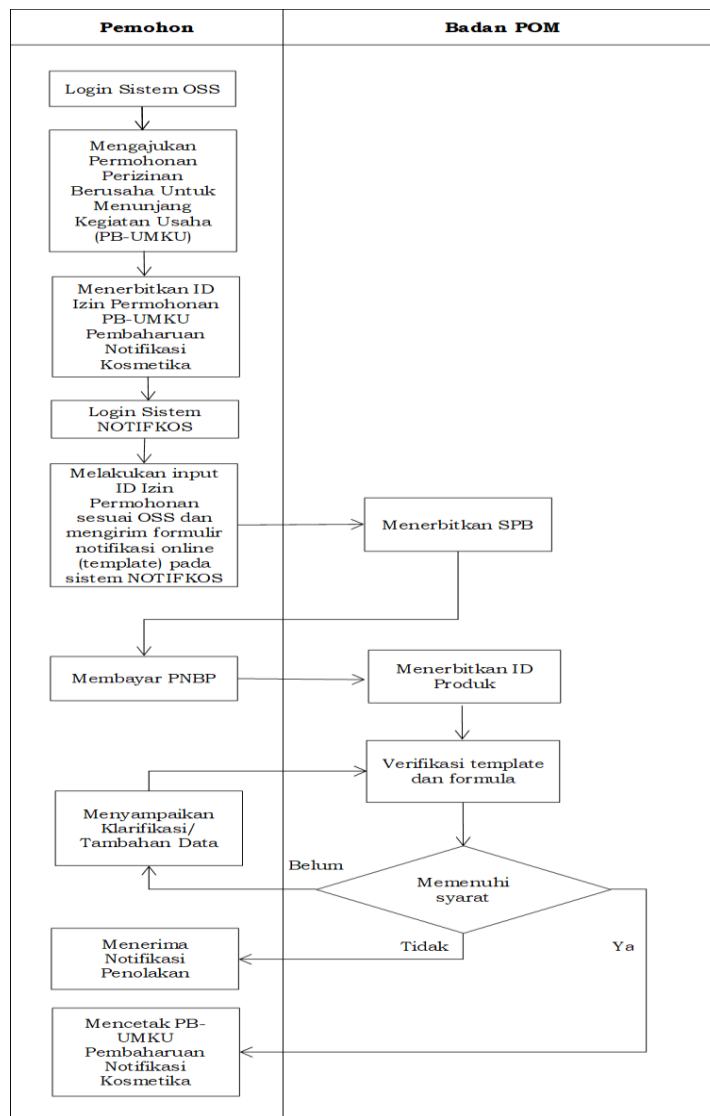 Pemohon
Badan POM
Login Sistem OSS
Mengajukan
Permohonan
Perizinan
Berusaha Untuk
Menunjang
Kegiatan Usaha
(PB-UMKU)
Menerbitkan ID
Izin Permohonan
PB-UMKU
Pembaharuan
Notifikasi
Kosmetika
Login Sistem
NOTIFKOS
Melakukan input
ID Izin
Permohonan
sesuai OSS dan
mengirim formulir
notifikasi online
(template) pada
sistem NOTIFKOS
Menerbitkan SPB
Membayar PNBP
Menerbitkan ID
Produk
Verifikasi template
dan formula
Menyampaikan
Klarifikasi/
Tambahan Data
Belum
Memenuhi
syarat
Tidak
Ya
Menerima
Notifikasi
Penolakan
Mencetak PB-
UMKU
Pembaharuan
Notifikasi
Kosmetika